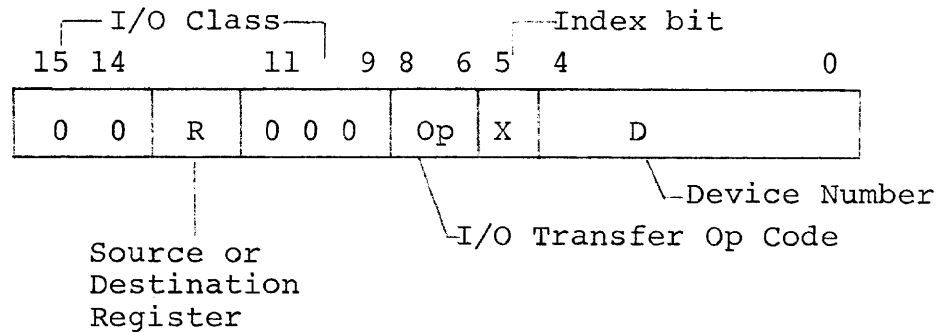 I/O Class Index bit
15 14 11 9 8 6 5 4 0
0 0 R 0 0 0 Op X D
Device Number
I/O Transfer Op Code
Source or
Destination
Register